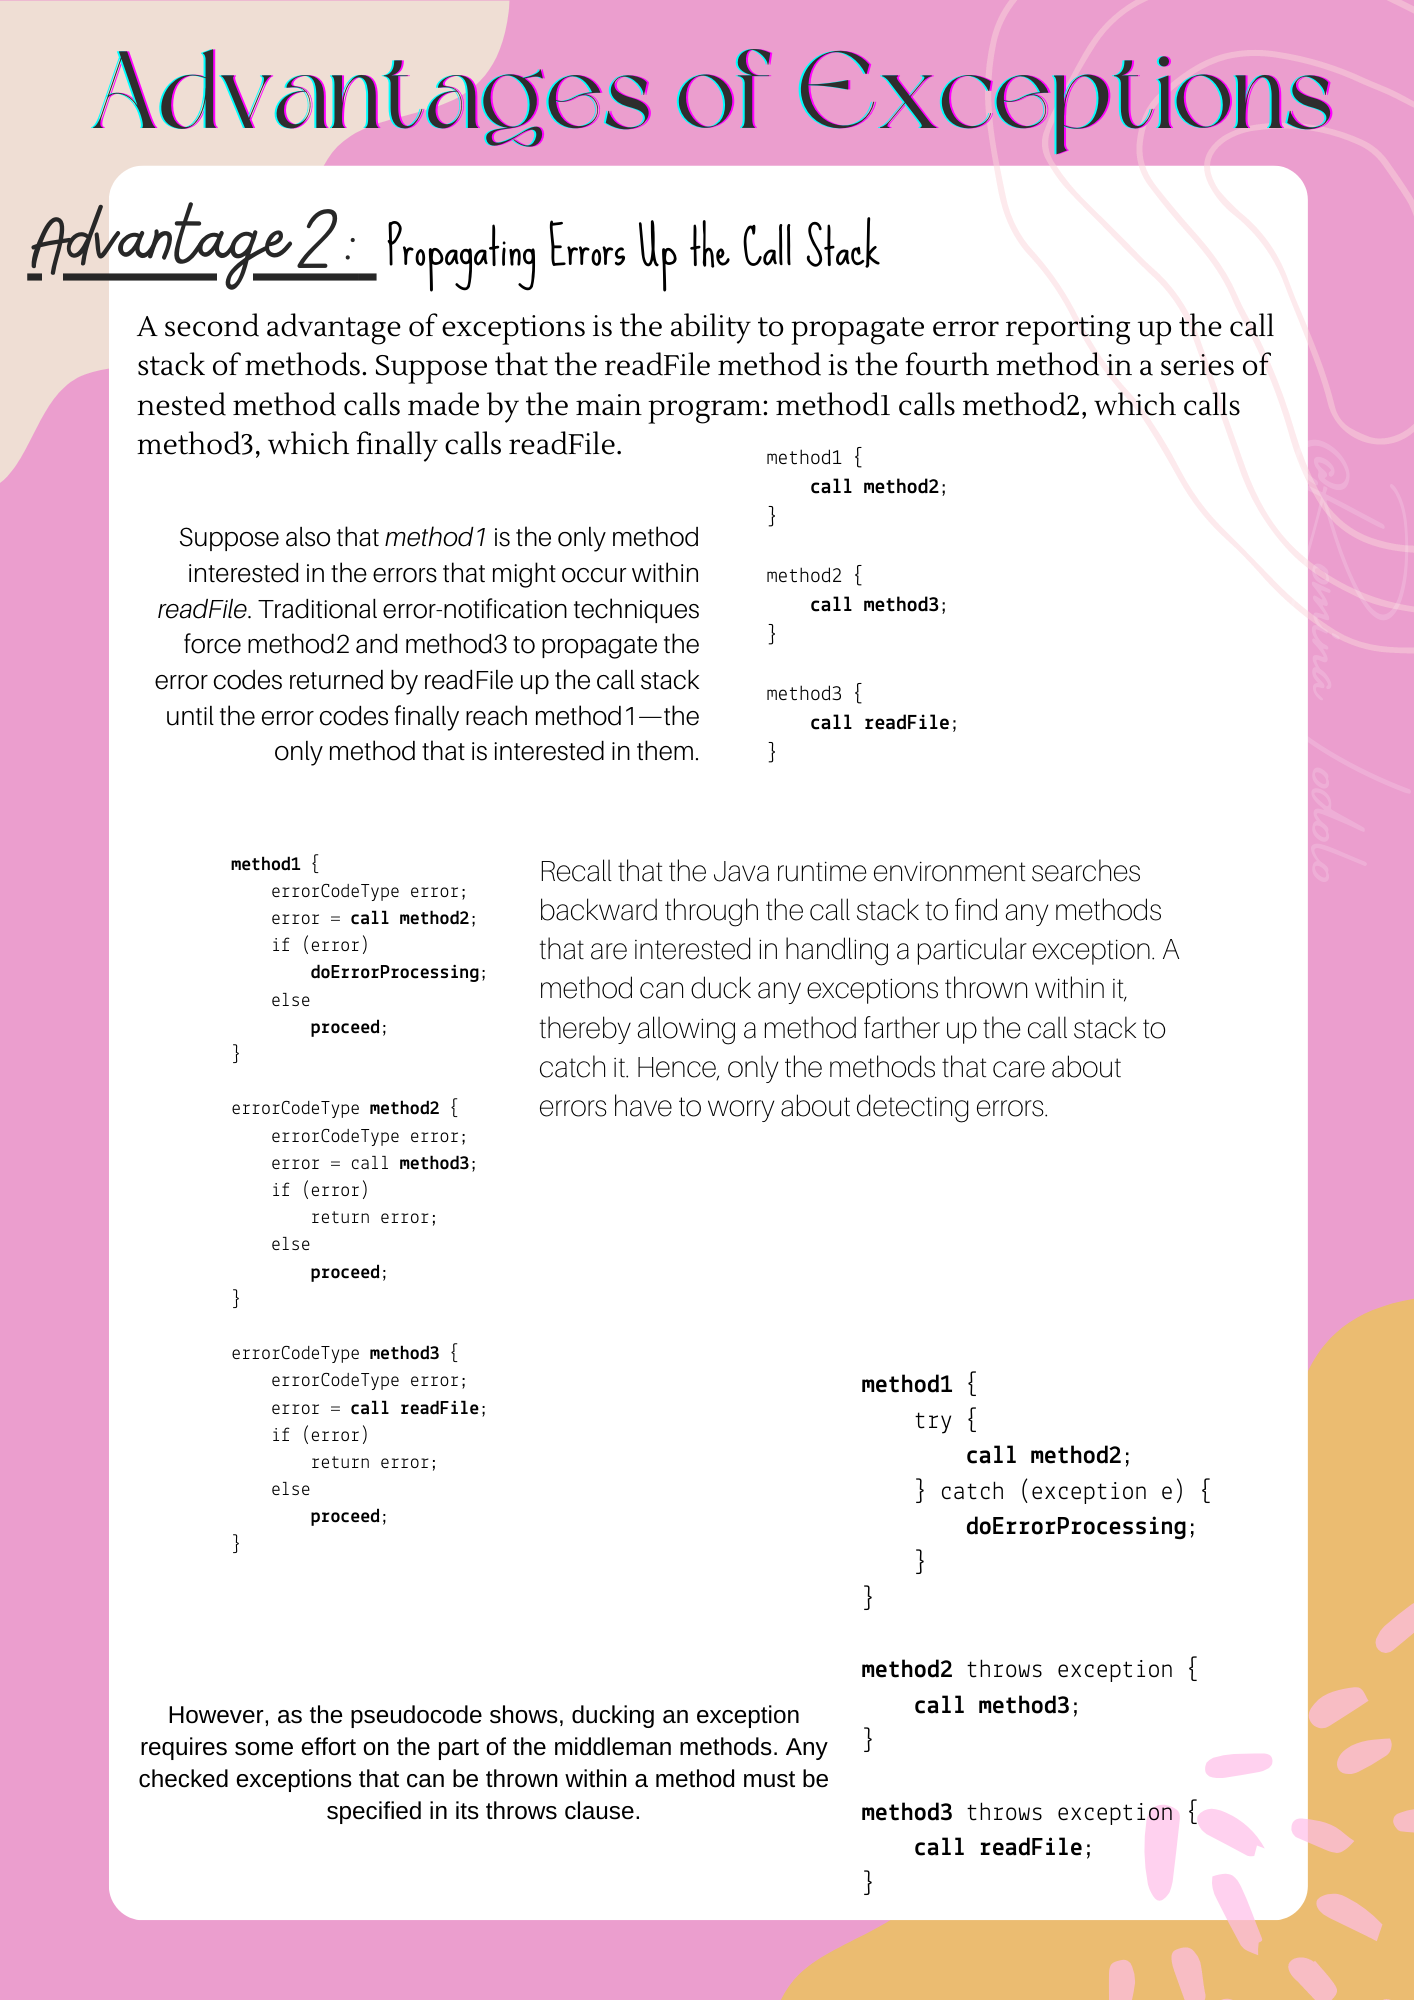 Advantages of Exceptions
Advantage 2: Propagating Errors Up the Call Stack
A second advantage of exceptions is the ability to propagate error reporting up the call
stack of methods. Suppose that the readFile method is the fourth method in a series of
nested method calls made by the main program: method1 calls method2, which calls
method3, which finally calls readFile.
method1 {
    call method2;
}
method2 {
    call method3;
}
method3 {
    call readFile;
}
Suppose also that method1 is the only method
interested in the errors that might occur within
readFile. Traditional error-notification techniques
force method2 and method3 to propagate the
error codes returned by readFile up the call stack
until the error codes finally reach method1—the
only method that is interested in them.
method1 {
    errorCodeType error;
    error = call method2;
    if (error)
        doErrorProcessing;
    else
        proceed;
}
errorCodeType method2 {
    errorCodeType error;
    error = call method3;
    if (error)
        return error;
    else
        proceed;
}
errorCodeType method3 {
    errorCodeType error;
    error = call readFile;
    if (error)
        return error;
    else
        proceed;
}
Recall that the Java runtime environment searches
backward through the call stack to find any methods
that are interested in handling a particular exception. A
method can duck any exceptions thrown within it,
thereby allowing a method farther up the call stack to
catch it. Hence, only the methods that care about
errors have to worry about detecting errors.
method1 {
    try {
        call method2;
    } catch (exception e) {
        doErrorProcessing;
    }
}
method2 throws exception {
    call method3;
}
method3 throws exception {
    call readFile;
}
However, as the pseudocode shows, ducking an exception
requires some effort on the part of the middleman methods. Any
checked exceptions that can be thrown within a method must be
specified in its throws clause.